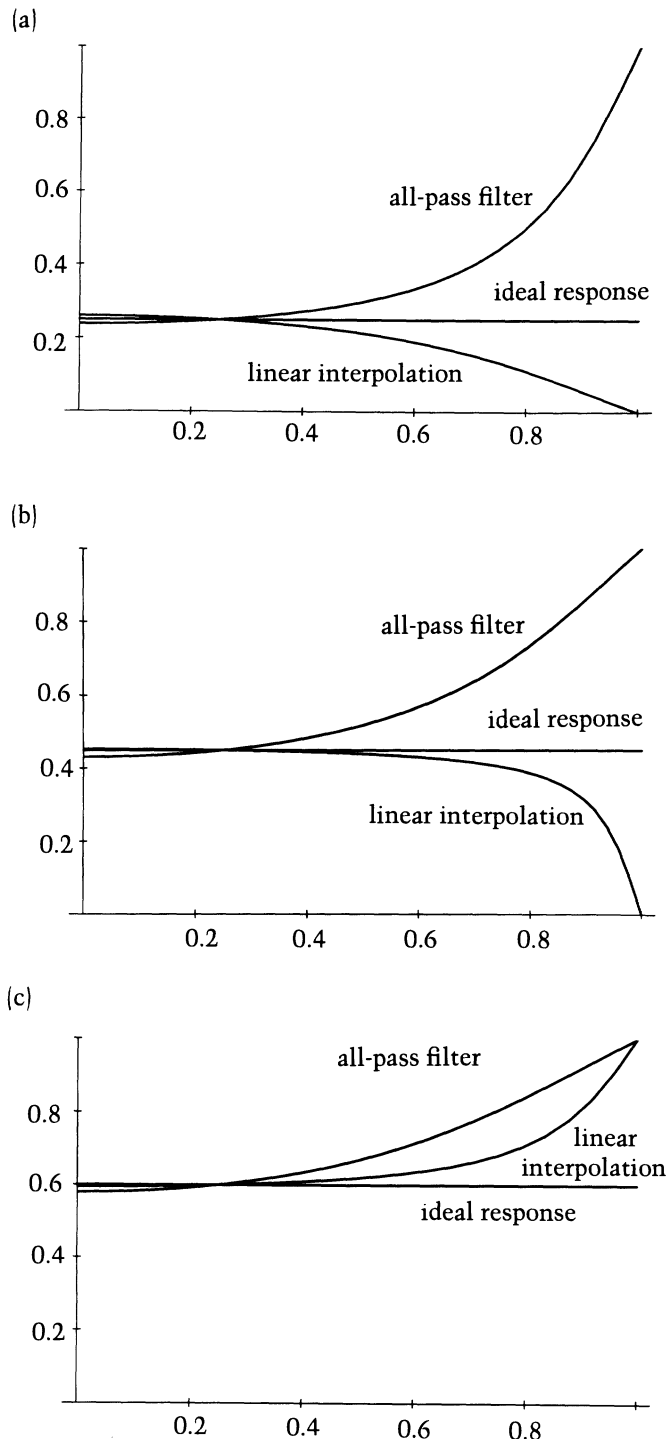 (a)
0.8
all-pass filter
0.6
0.4
ideal response
0.2
linear interpolation
0.2 0.4 0.6 0.8
(b)
0.8
all-pass filter
0.6
ideal response
0.4
linear interpolation
0.2
0.2 0.4 0.6 0.8
(c)
all-pass filter
0.8
linear
interpolation
0.6
ideal response
0.4
0.2
0.2 0.4 0.6 0.8